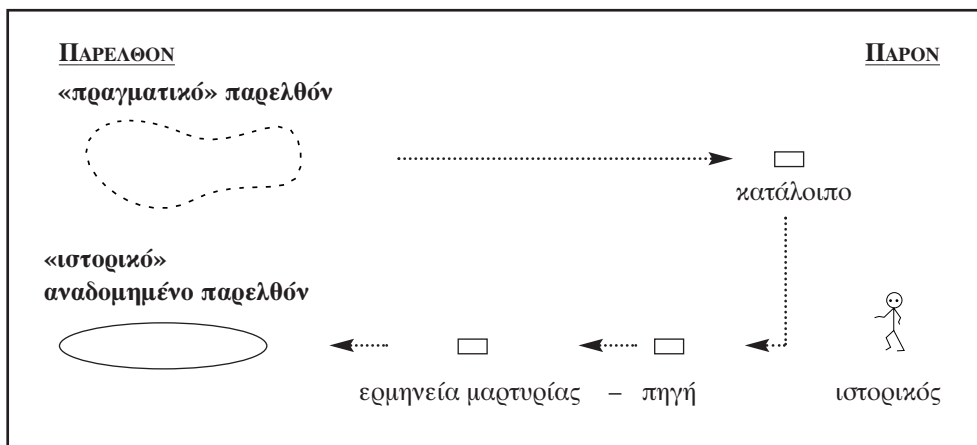 ΠΑΡΕΛΘΟΝ ΠΑΡΟΝ
«πραγματικό» παρελθόν
κατάλοιπο
«ιστορικό»
αναδομημένο παρελθόν
ερμηνεία μαρτυρίας – πηγή ιστορικός